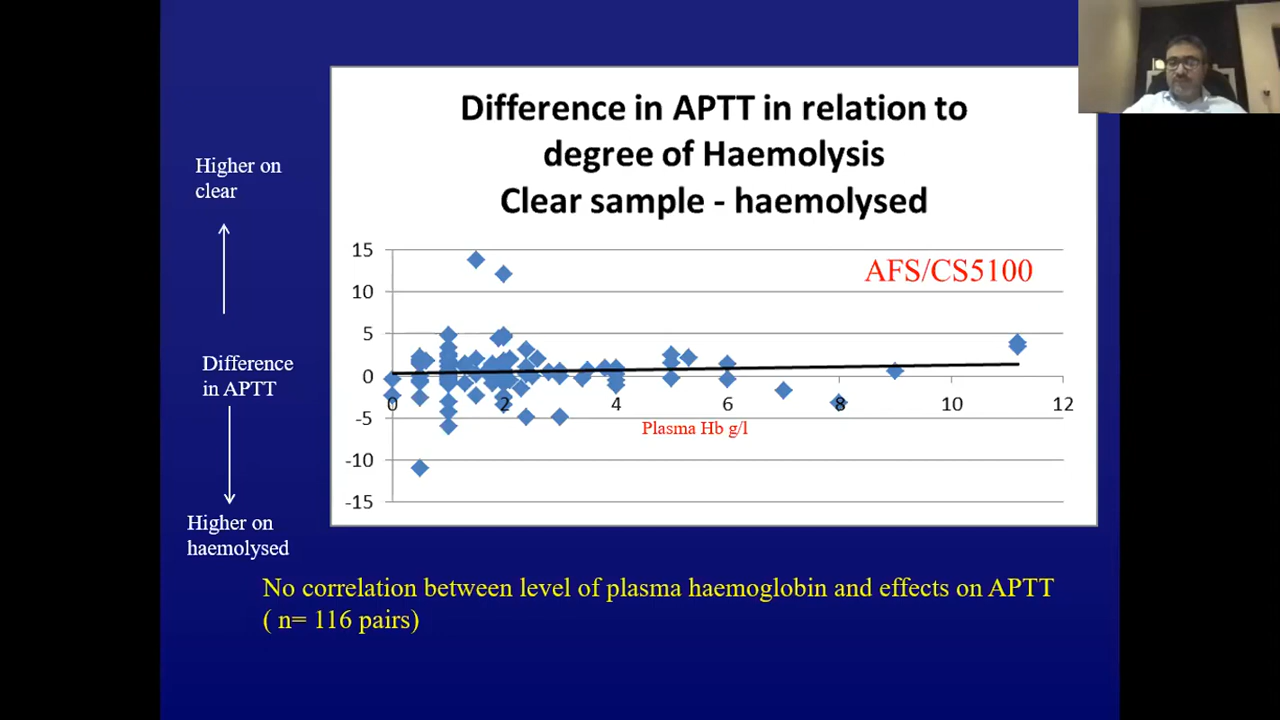 Difference in APTT in relation to
degree of Haemolysis
Clear sample - haemolysed
Higher on
clear
Difference
in APTT
Higher on
haemolysed
AFS/CS5100
15
10
5
0
-5
-10
-15
0 2 4 6 8 10 12
Plasma Hb g/l
No correlation between level of plasma haemoglobin and effects on APTT
( n= 116 pairs)